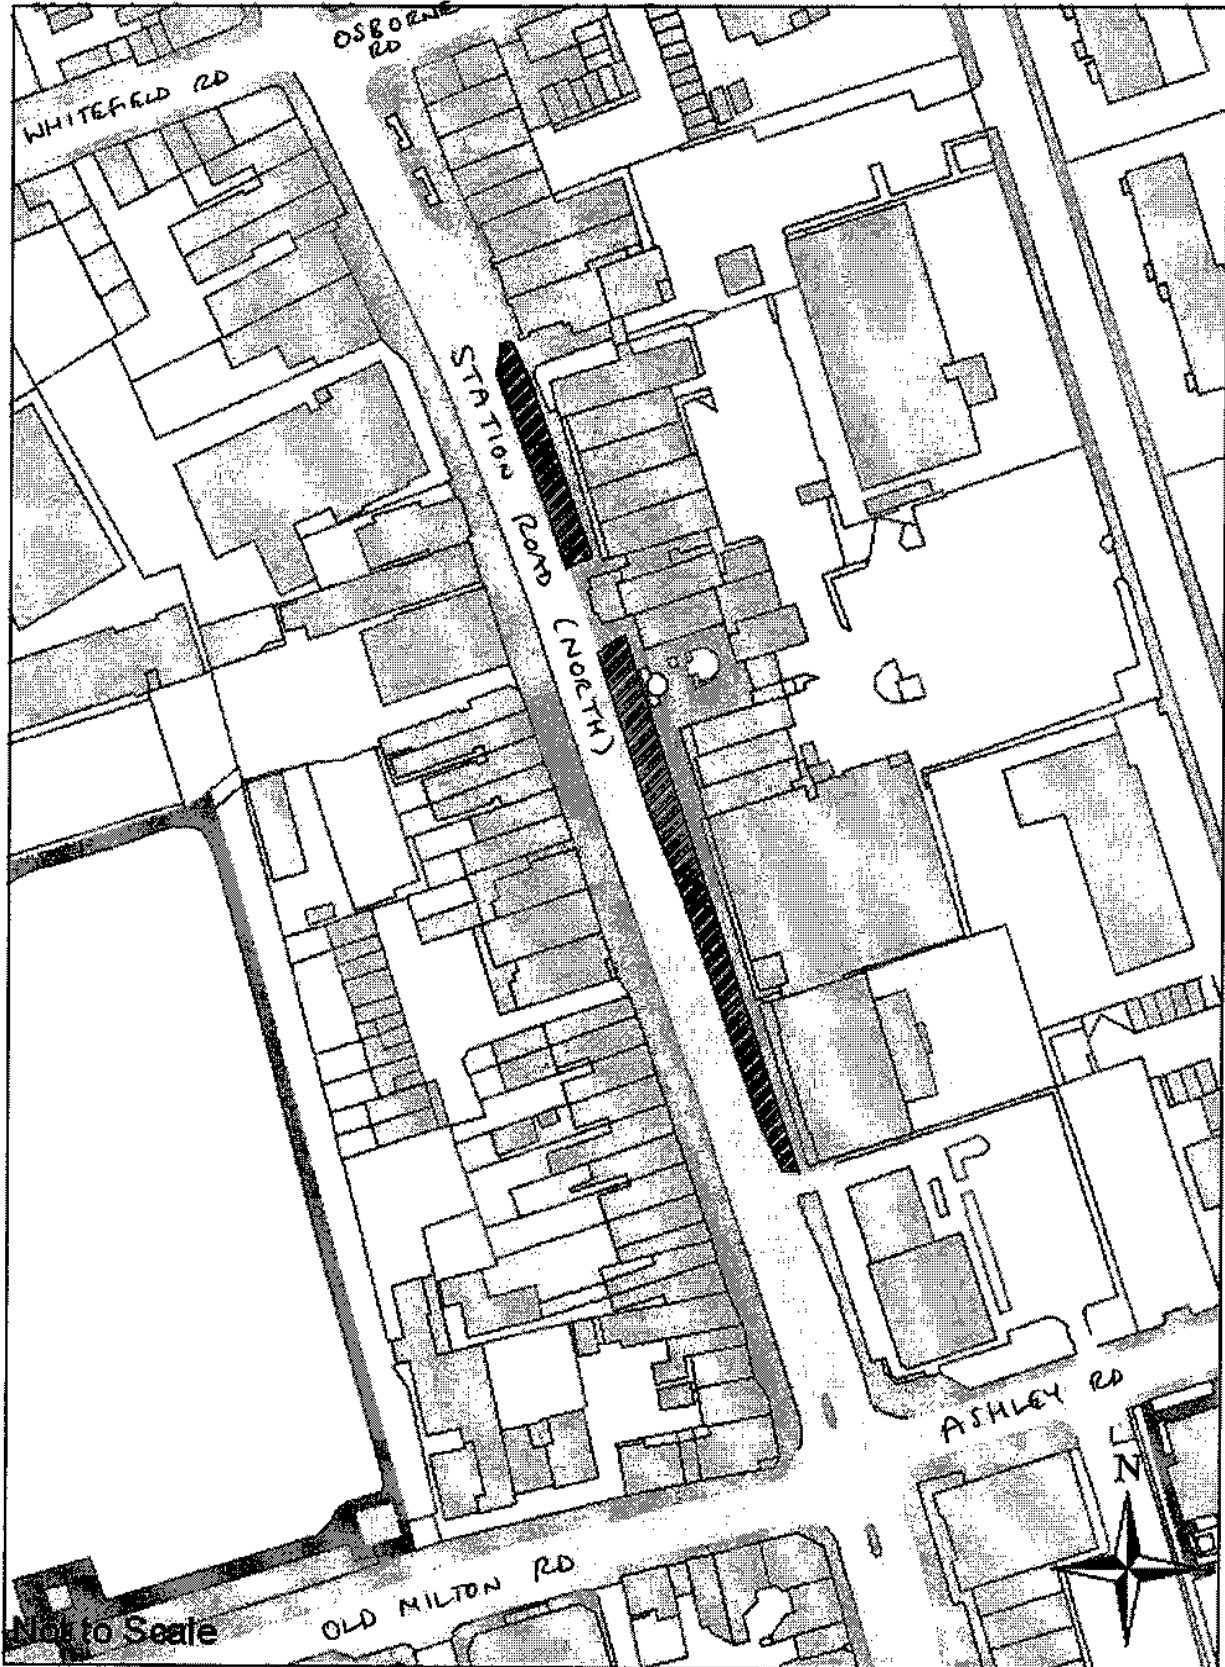 OSBORNE
RD
WHITEFIELD RD
STATION ROAD (NORTH)
ASHLEY RD
N
OLD MILTON RD
Not to Scale